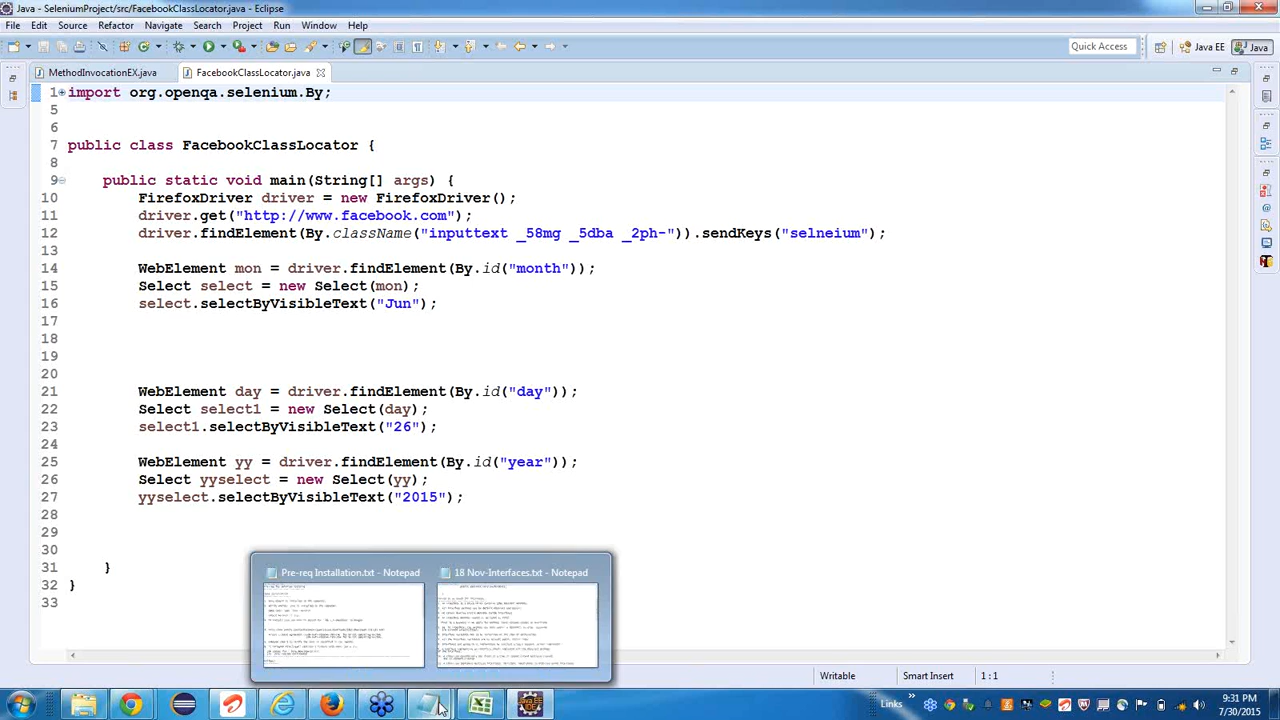 Java - SeleniumProject/src/FacebookClassLocator.java - Eclipse
File Edit Source Refactor Navigate Search Project Run Window Help
Quick Access Java EE Java
MethodInvocationEX.java FacebookClassLocator.java
1 import org.openqa.selenium.By;
5
6
7 public class FacebookClassLocator {
8
9 public static void main(String[] args) {
10 FirefoxDriver driver = new FirefoxDriver();
11 driver.get("http://www.facebook.com");
12 driver.findElement(By.className("inputtext _58mg _5dba _2ph-")).sendKeys("selneium");
13
14 WebElement mon = driver.findElement(By.id("month"));
15 Select select = new Select(mon);
16 select.selectByVisibleText("Jun");
17
18
19
20
21 WebElement day = driver.findElement(By.id("day"));
22 Select select1 = new Select(day);
23 select1.selectByVisibleText("26");
24
25 WebElement yy = driver.findElement(By.id("year"));
26 Select yyselect = new Select(yy);
27 yyselect.selectByVisibleText("2015");
28
29
30
31 }
32 }
33
Pre-req Installation.txt - Notepad 18 Nov-Interfaces.txt - Notepad
Writable Smart Insert 1 : 1
Links
9:31 PM
7/30/2015